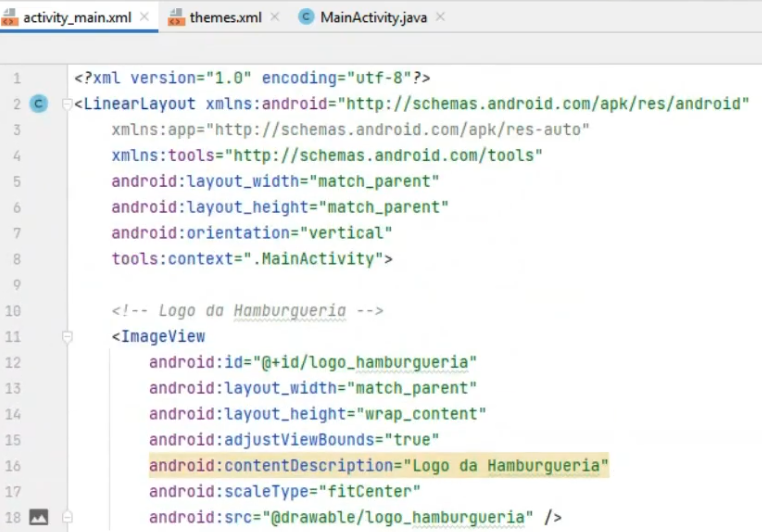 activity_main.xml themes.xml MainActivity.java
1 <?xml version="1.0" encoding="utf-8"?>
2 <LinearLayout xmlns:android="http://schemas.android.com/apk/res/android"
3 xmlns:app="http://schemas.android.com/apk/res-auto"
4 xmlns:tools="http://schemas.android.com/tools"
5 android:layout_width="match_parent"
6 android:layout_height="match_parent"
7 android:orientation="vertical"
8 tools:context=".MainActivity">
9
10 <!-- Logo da Hamburgueria -->
11 <ImageView
12 android:id="@+id/logo_hamburgueria"
13 android:layout_width="match_parent"
14 android:layout_height="wrap_content"
15 android:adjustViewBounds="true"
16 android:contentDescription="Logo da Hamburgueria"
17 android:scaleType="fitCenter"
18 android:src="@drawable/logo_hamburgueria" />